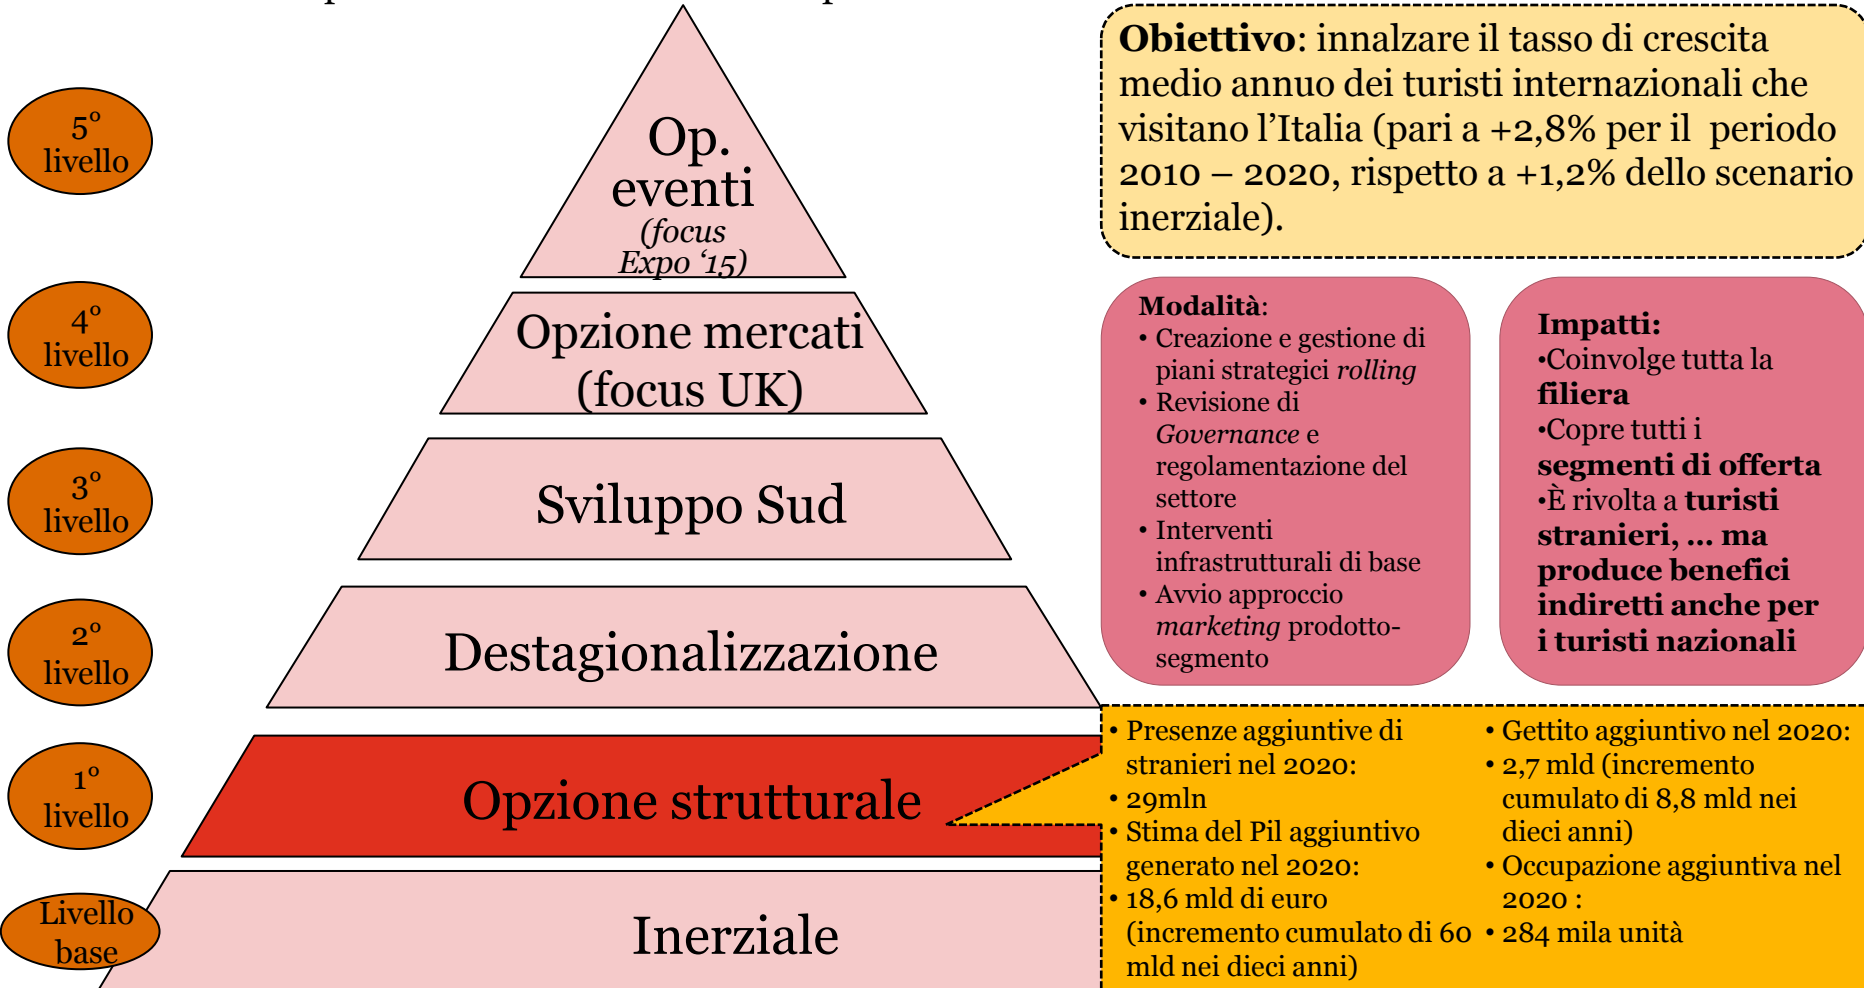 5°
livello
4°
livello
3°
livello
2°
livello
1°
livello
Livello
base
Op.
eventi
(focus
Expo ‘15)
Opzione mercati
(focus UK)
Sviluppo Sud
Destagionalizzazione
Opzione strutturale
Inerziale
Obiettivo: innalzare il tasso di crescita
medio annuo dei turisti internazionali che
visitano l’Italia (pari a +2,8% per il periodo
2010 – 2020, rispetto a +1,2% dello scenario
inerziale).
Modalità:
• Creazione e gestione di
piani strategici rolling
• Revisione di
Governance e
regolamentazione del
settore
• Interventi
infrastrutturali di base
• Avvio approccio
marketing prodotto-
segmento
Impatti:
•Coinvolge tutta la
filiera
•Copre tutti i
segmenti di offerta
•È rivolta a turisti
stranieri, ... ma
produce benefici
indiretti anche per
i turisti nazionali
• Presenze aggiuntive di
stranieri nel 2020:
• 29mln
• Stima del Pil aggiuntivo
generato nel 2020:
• 18,6 mld di euro
(incremento cumulato di 60
mld nei dieci anni)
• Gettito aggiuntivo nel 2020:
• 2,7 mld (incremento
cumulato di 8,8 mld nei
dieci anni)
• Occupazione aggiuntiva nel
2020 :
• 284 mila unità